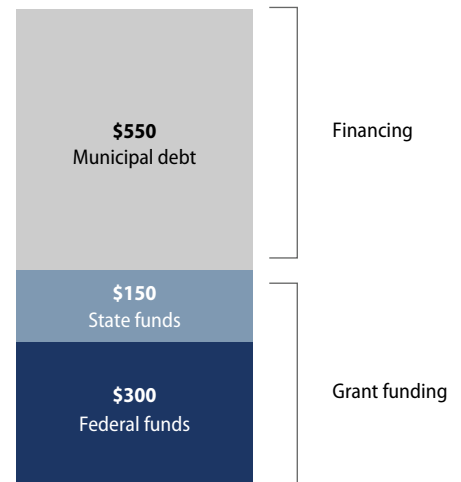 $550
Municipal debt
Financing
$150
State funds
$300
Federal funds
Grant funding